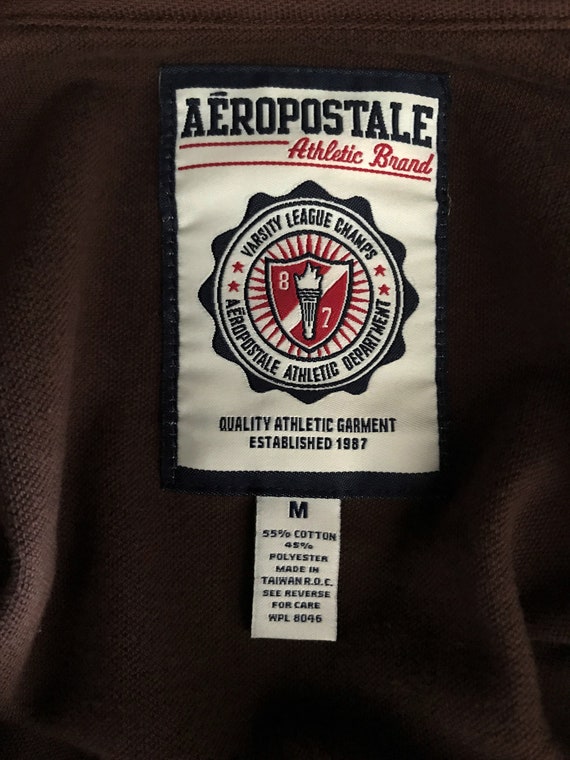 AÉROPOSTALE
Athletic Brand
VARSITY LEAGUE CHAMPS
8
7
AÉROPOSTALE ATHLETIC DEPARTMENT
QUALITY ATHLETIC GARMENT
ESTABLISHED 1987
M
55% COTTON
45%
POLYESTER
MADE IN
TAIWAN R.O.C.
SEE REVERSE
FOR CARE
WPL 8046